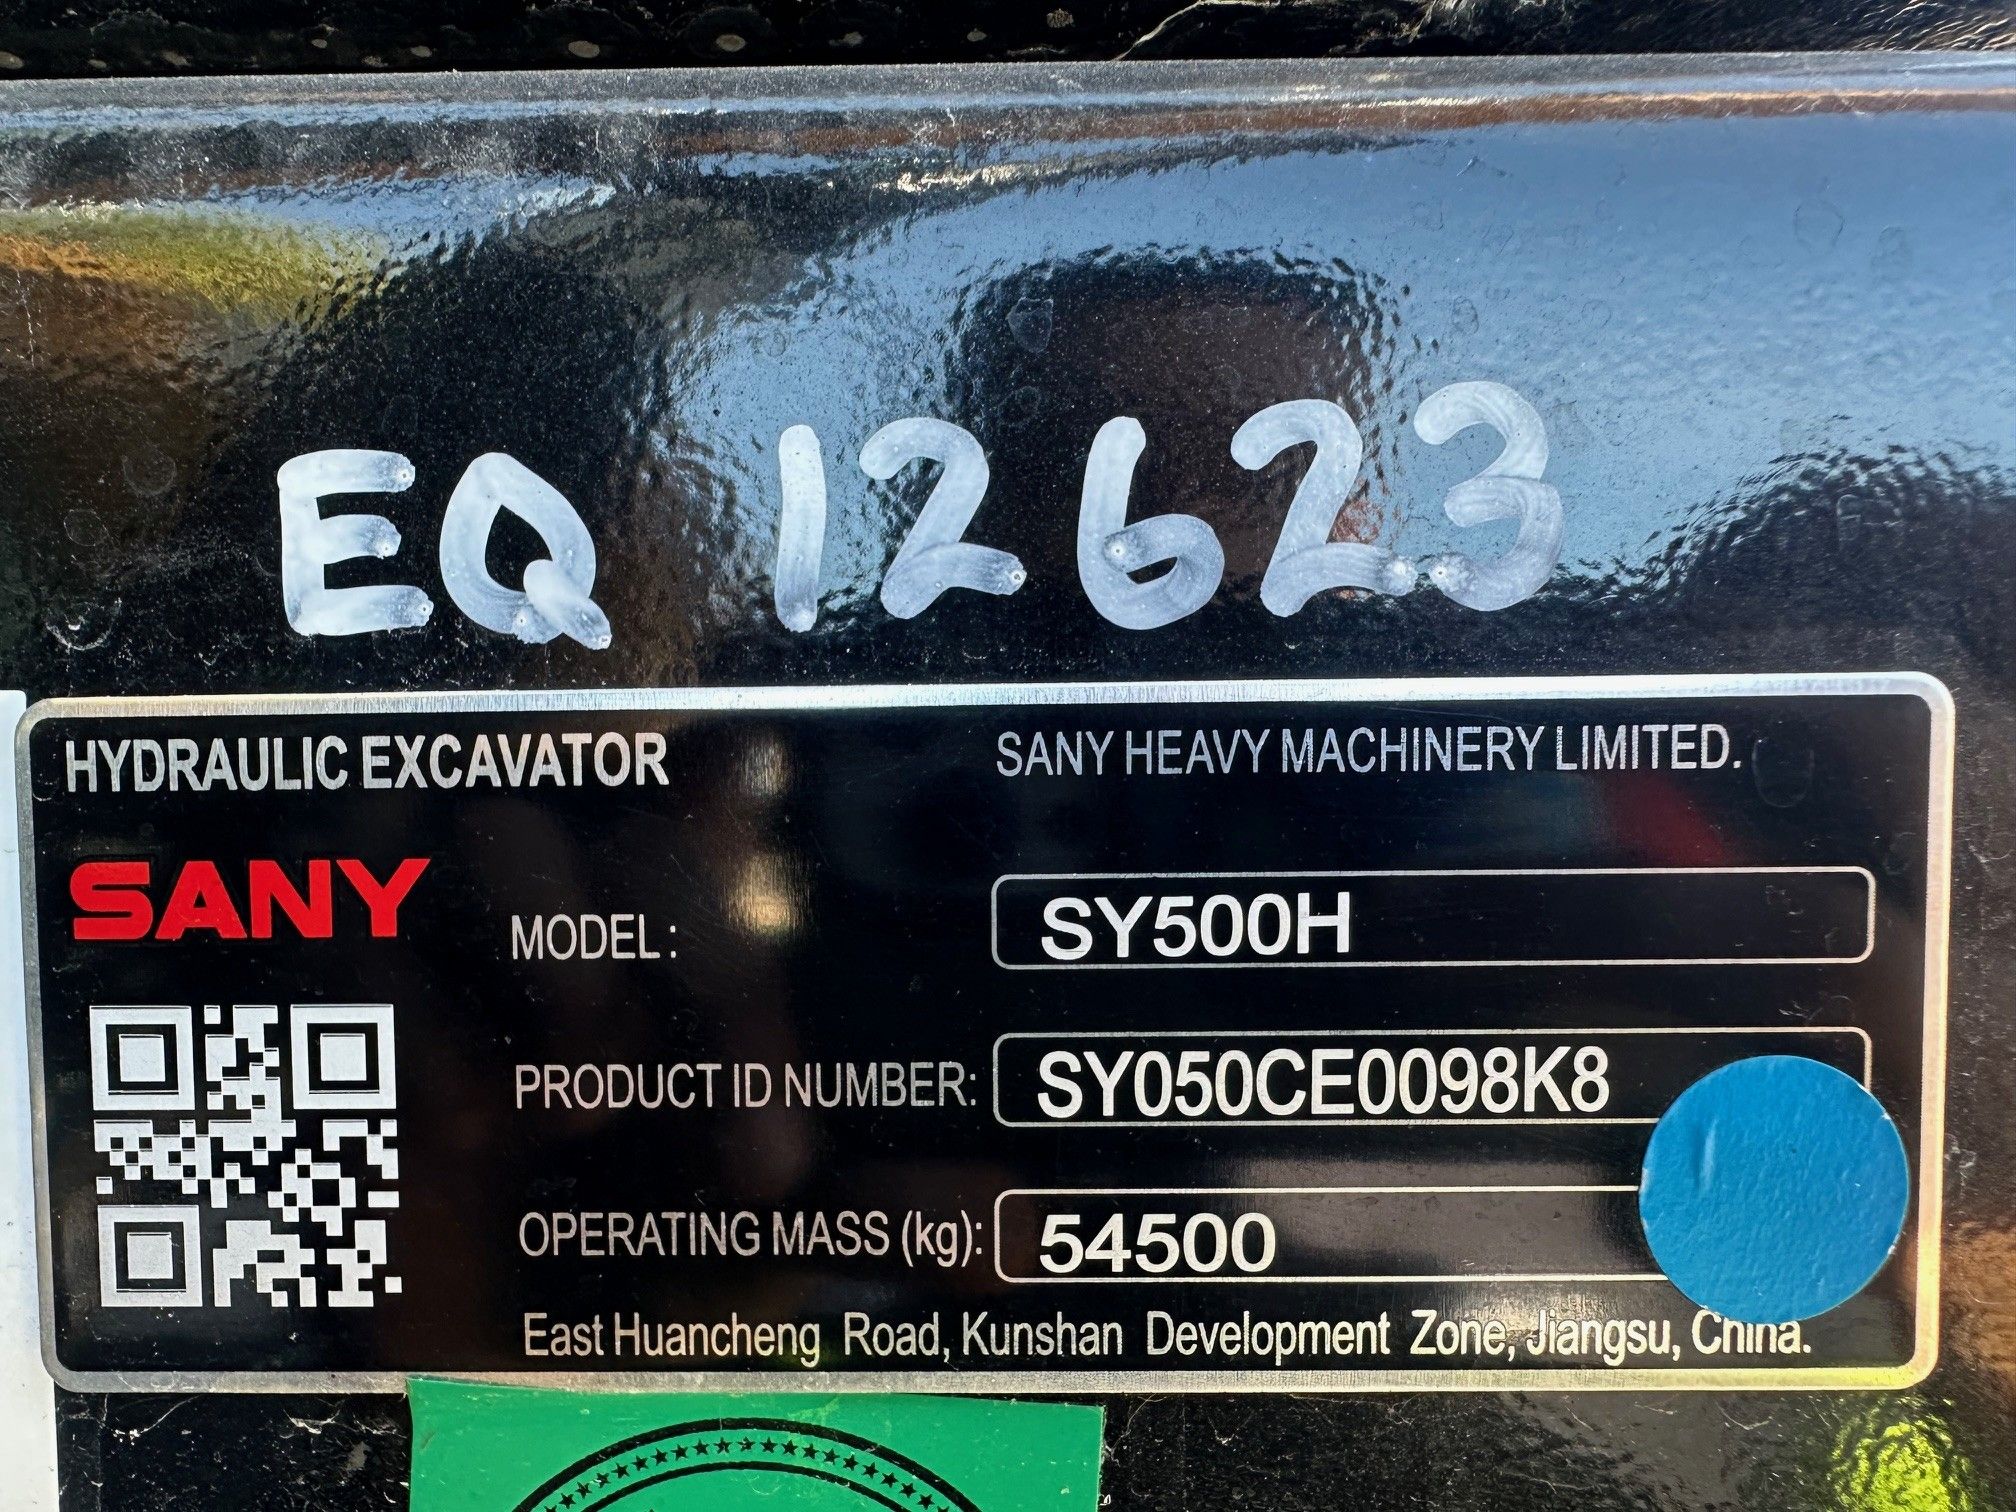 EQ 12623
HYDRAULIC EXCAVATOR
SANY HEAVY MACHINERY LIMITED.
SANY
MODEL: SY500H
PRODUCT ID NUMBER: SY050CE0098K8
OPERATING MASS (kg): 54500
East Huancheng Road, Kunshan Development Zone, Jiangsu, China.